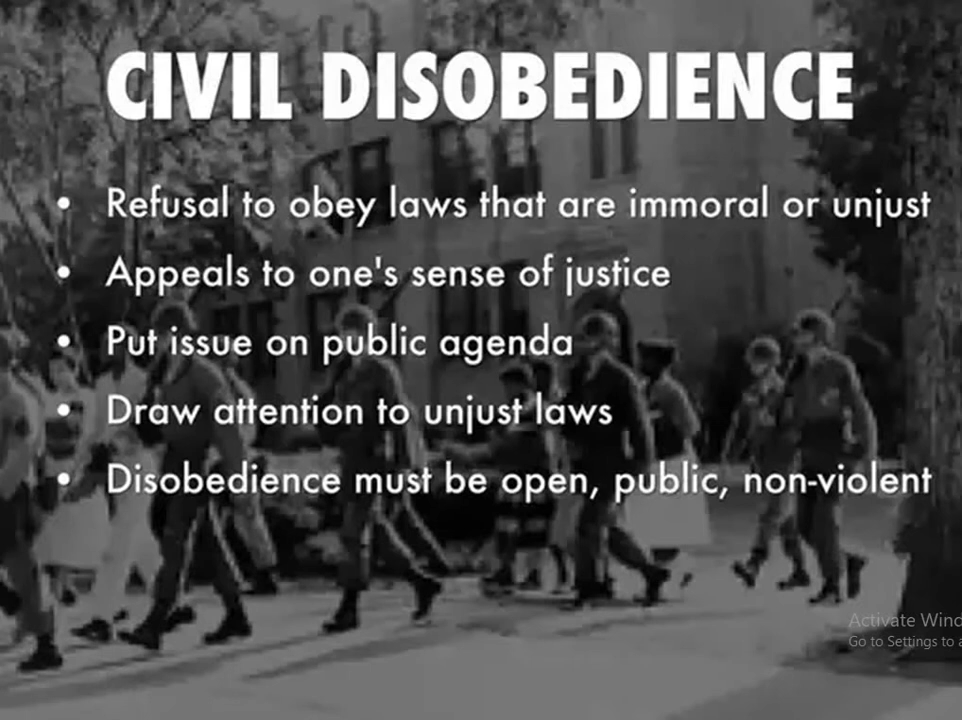 CIVIL DISOBEDIENCE
• Refusal to obey laws that are immoral or unjust
• Appeals to one's sense of justice
• Put issue on public agenda
• Draw attention to unjust laws
• Disobedience must be open, public, non-violent
Activate Wind
Go to Settings to a